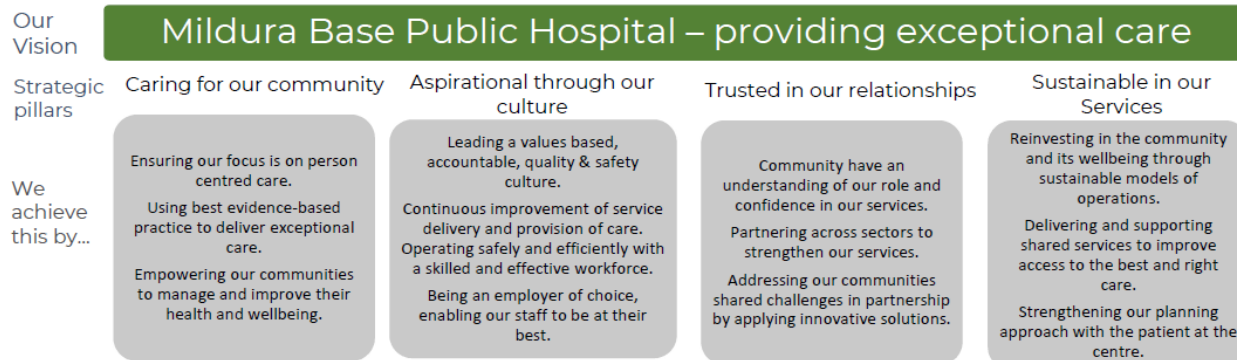 Our
Vision
Mildura Base Public Hospital – providing exceptional care
Strategic
pillars
Caring for our community
Aspirational through our
culture
Trusted in our relationships
Sustainable in our
Services
We
achieve
this by...
Ensuring our focus is on person
centred care.
Using best evidence-based
practice to deliver exceptional
care.
Empowering our communities
to manage and improve their
health and wellbeing.
Leading a values based,
accountable, quality & safety
culture.
Continuous improvement of service
delivery and provision of care.
Operating safely and efficiently with
a skilled and effective workforce.
Being an employer of choice,
enabling our staff to be at their
best.
Community have an
understanding of our role and
confidence in our services.
Partnering across sectors to
strengthen our services.
Addressing our communities
shared challenges in partnership
by applying innovative solutions.
Reinvesting in the community
and its wellbeing through
sustainable models of
operations.
Delivering and supporting
shared services to improve
access to the best and right
care.
Strengthening our planning
approach with the patient at the
centre.